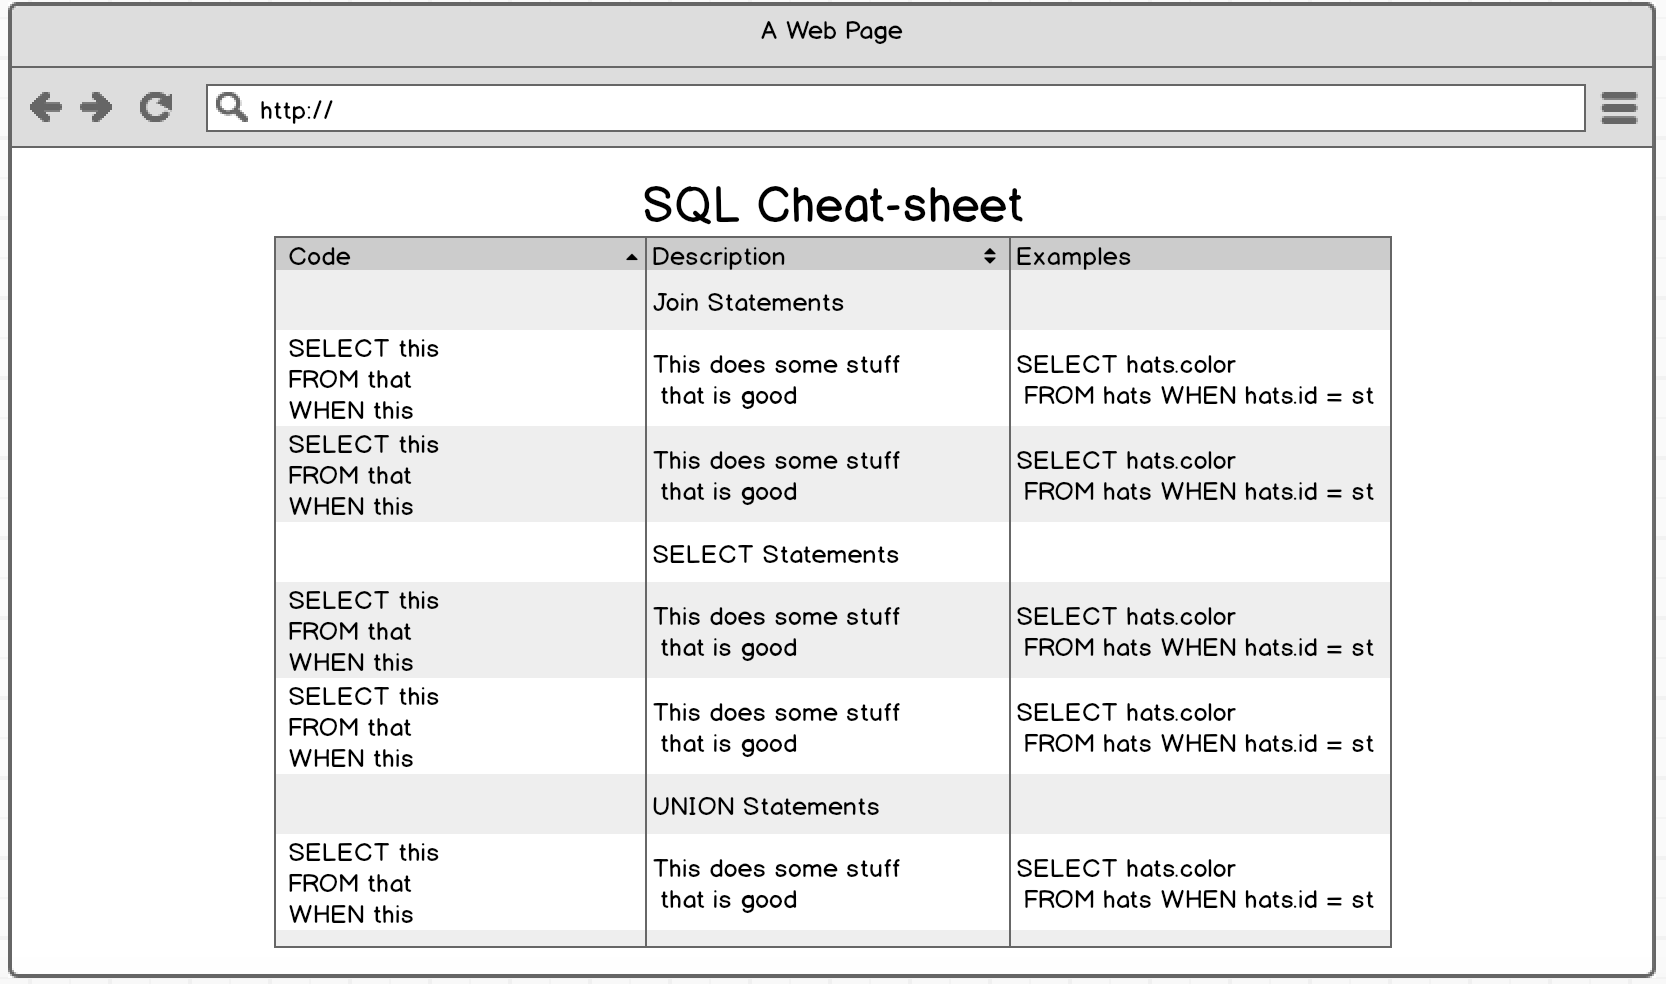 A Web Page
http://
SQL Cheat-sheet
Code Description Examples
Join Statements
SELECT this
FROM that
WHEN this
This does some stuff
that is good
SELECT hats.color
FROM hats WHEN hats.id = st
SELECT this
FROM that
WHEN this
This does some stuff
that is good
SELECT hats.color
FROM hats WHEN hats.id = st
SELECT Statements
SELECT this
FROM that
WHEN this
This does some stuff
that is good
SELECT hats.color
FROM hats WHEN hats.id = st
SELECT this
FROM that
WHEN this
This does some stuff
that is good
SELECT hats.color
FROM hats WHEN hats.id = st
UNION Statements
SELECT this
FROM that
WHEN this
This does some stuff
that is good
SELECT hats.color
FROM hats WHEN hats.id = st